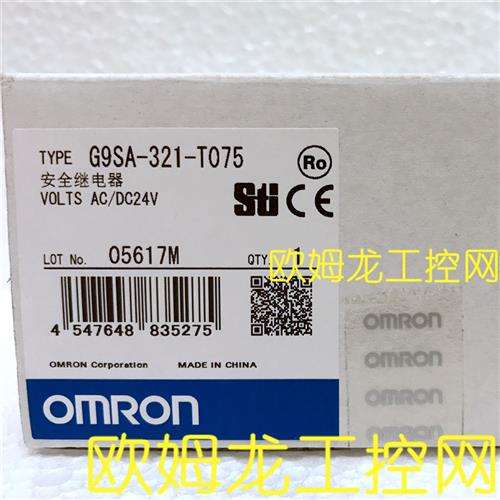 TYPE G9SA-321-T075
安全继电器
VOLTS AC/DC24V
Ro
Sti CE
LOT No. 05617M QTY. 1
欧姆龙工控网
4 547648 835275
OMRON Corporation MADE IN CHINA
OMRON
OMRON
OMRON
OMRON
OMRON
欧姆龙工控网